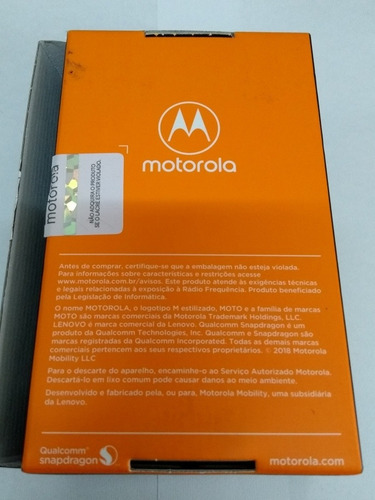 motorola
motorola
NÃO ADQUIRA O PRODUTO
SE O LACRE ESTIVER VIOLADO.
Antes de comprar, certifique-se que a embalagem não esteja violada.
Para informações sobre características e restrições acesse
www.motorola.com.br/avisos. Este produto atende às exigências técnicas
e legais relacionadas à exposição à Rádio Frequência. Produto beneficiado
pela Legislação de Informática.
O nome MOTOROLA, o logotipo M estilizado, MOTO e a família de marcas
MOTO são marcas comerciais da Motorola Trademark Holdings, LLC.
LENOVO é marca comercial da Lenovo. Qualcomm Snapdragon é um
produto da Qualcomm Technologies, Inc. Qualcomm e Snapdragon são
marcas registradas da Qualcomm Incorporated. Todas as demais marcas
comerciais pertencem aos seus respectivos proprietários. © 2018 Motorola
Mobility LLC
Para o descarte do aparelho, encaminhe-o ao Serviço Autorizado Motorola.
Descartá-lo em lixo comum pode causar danos ao meio ambiente.
Desenvolvido e fabricado pela, ou para, Motorola Mobility, uma subsidiária
da Lenovo.
Qualcomm
snapdragon
motorola.com